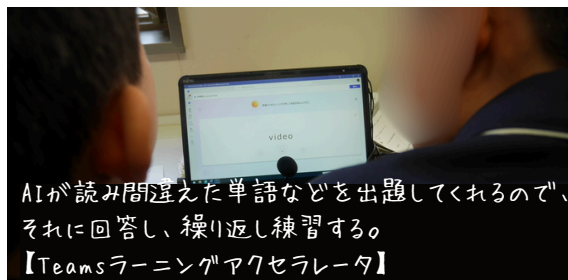 video
AIが読み間違えた単語などを出題してくれるので、
それに回答し、繰り返し練習する。
【Teamsラーニングアクセラレータ】